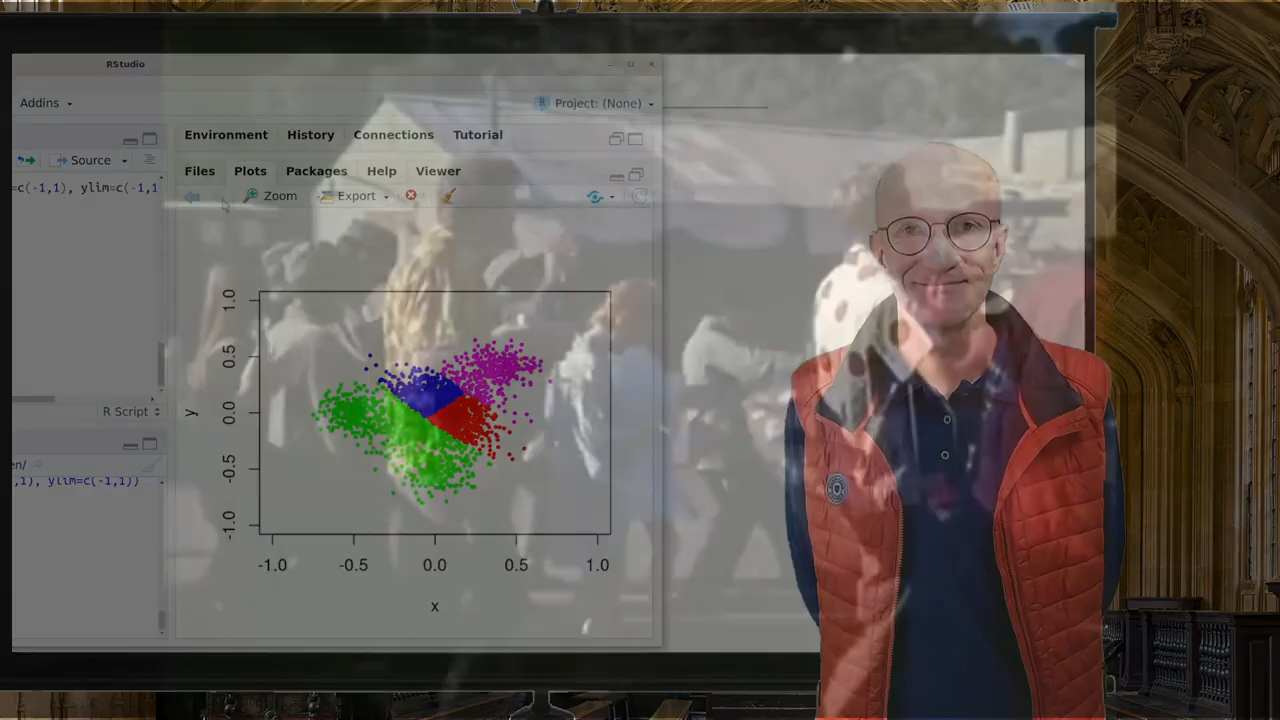 RStudio
Addins
Project: (None)
Environment History Connections Tutorial
Source
Files Plots Packages Help Viewer
=c(-1,1), ylim=c(-1,1
Zoom Export
1.0
0.5
0.0
-0.5
-1.0
y
-1.0 -0.5 0.0 0.5 1.0
x
R Script
en/
,1), ylim=c(-1,1))